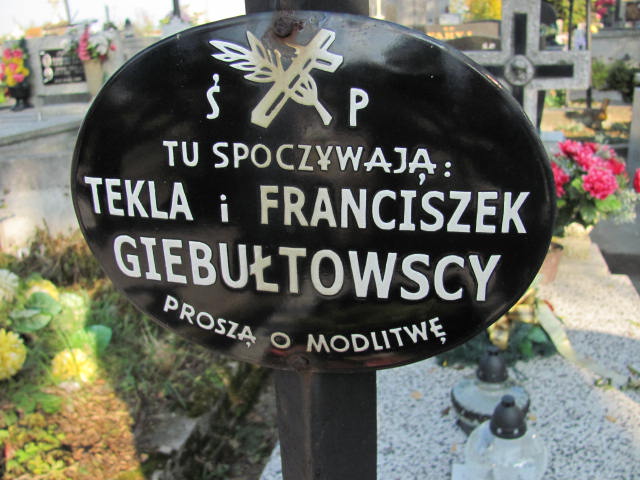 Ś P
TU SPOCZYWAJĄ:
TEKLA i FRANCISZEK
GIEBUŁTOWSCY
PROSZĄ O MODLITWĘ